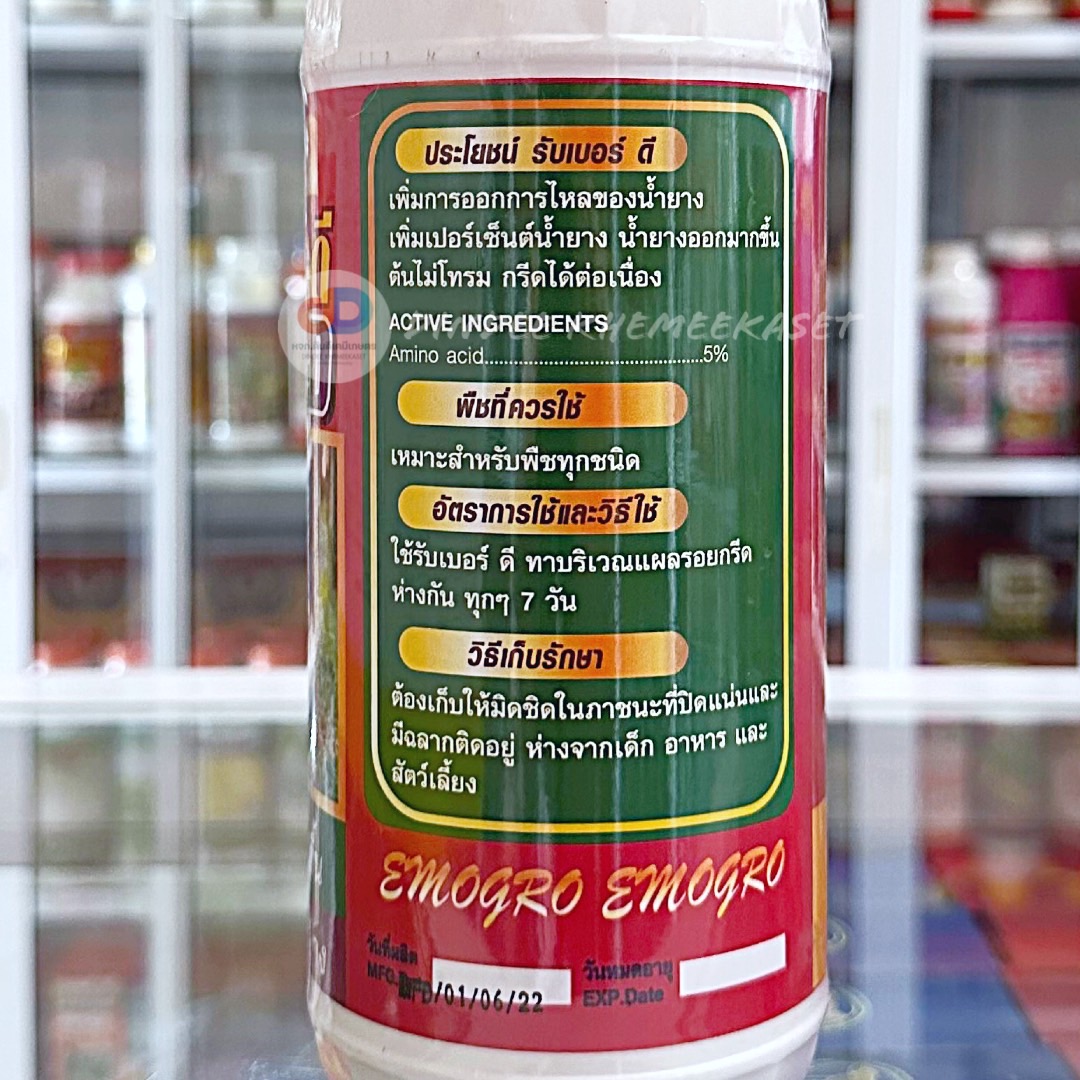 ประโยชน์ รับเบอร์ ดี
เพิ่มการออกการไหลของน้ำยาง
เพิ่มเปอร์เซ็นต์น้ำยาง น้ำยางออกมากขึ้น
ต้นไม่โทรม กรีดได้ต่อเนื่อง
ACTIVE INGREDIENTS
Amino acid.......................................5%
พืชที่ควรใช้
เหมาะสำหรับพืชทุกชนิด
อัตราการใช้และวิธีใช้
ใช้รับเบอร์ ดี ทาบริเวณแผลรอยกรีด
ห่างกัน ทุกๆ 7 วัน
วิธีเก็บรักษา
ต้องเก็บให้มิดชิดในภาชนะที่ปิดแน่นและ
มีฉลากติดอยู่ ห่างจากเด็ก อาหาร และ
สัตว์เลี้ยง
EMOGRO EMOGRO
วันที่ผลิต วันหมดอายุ
MFG. /01/06/22 EXP.Date